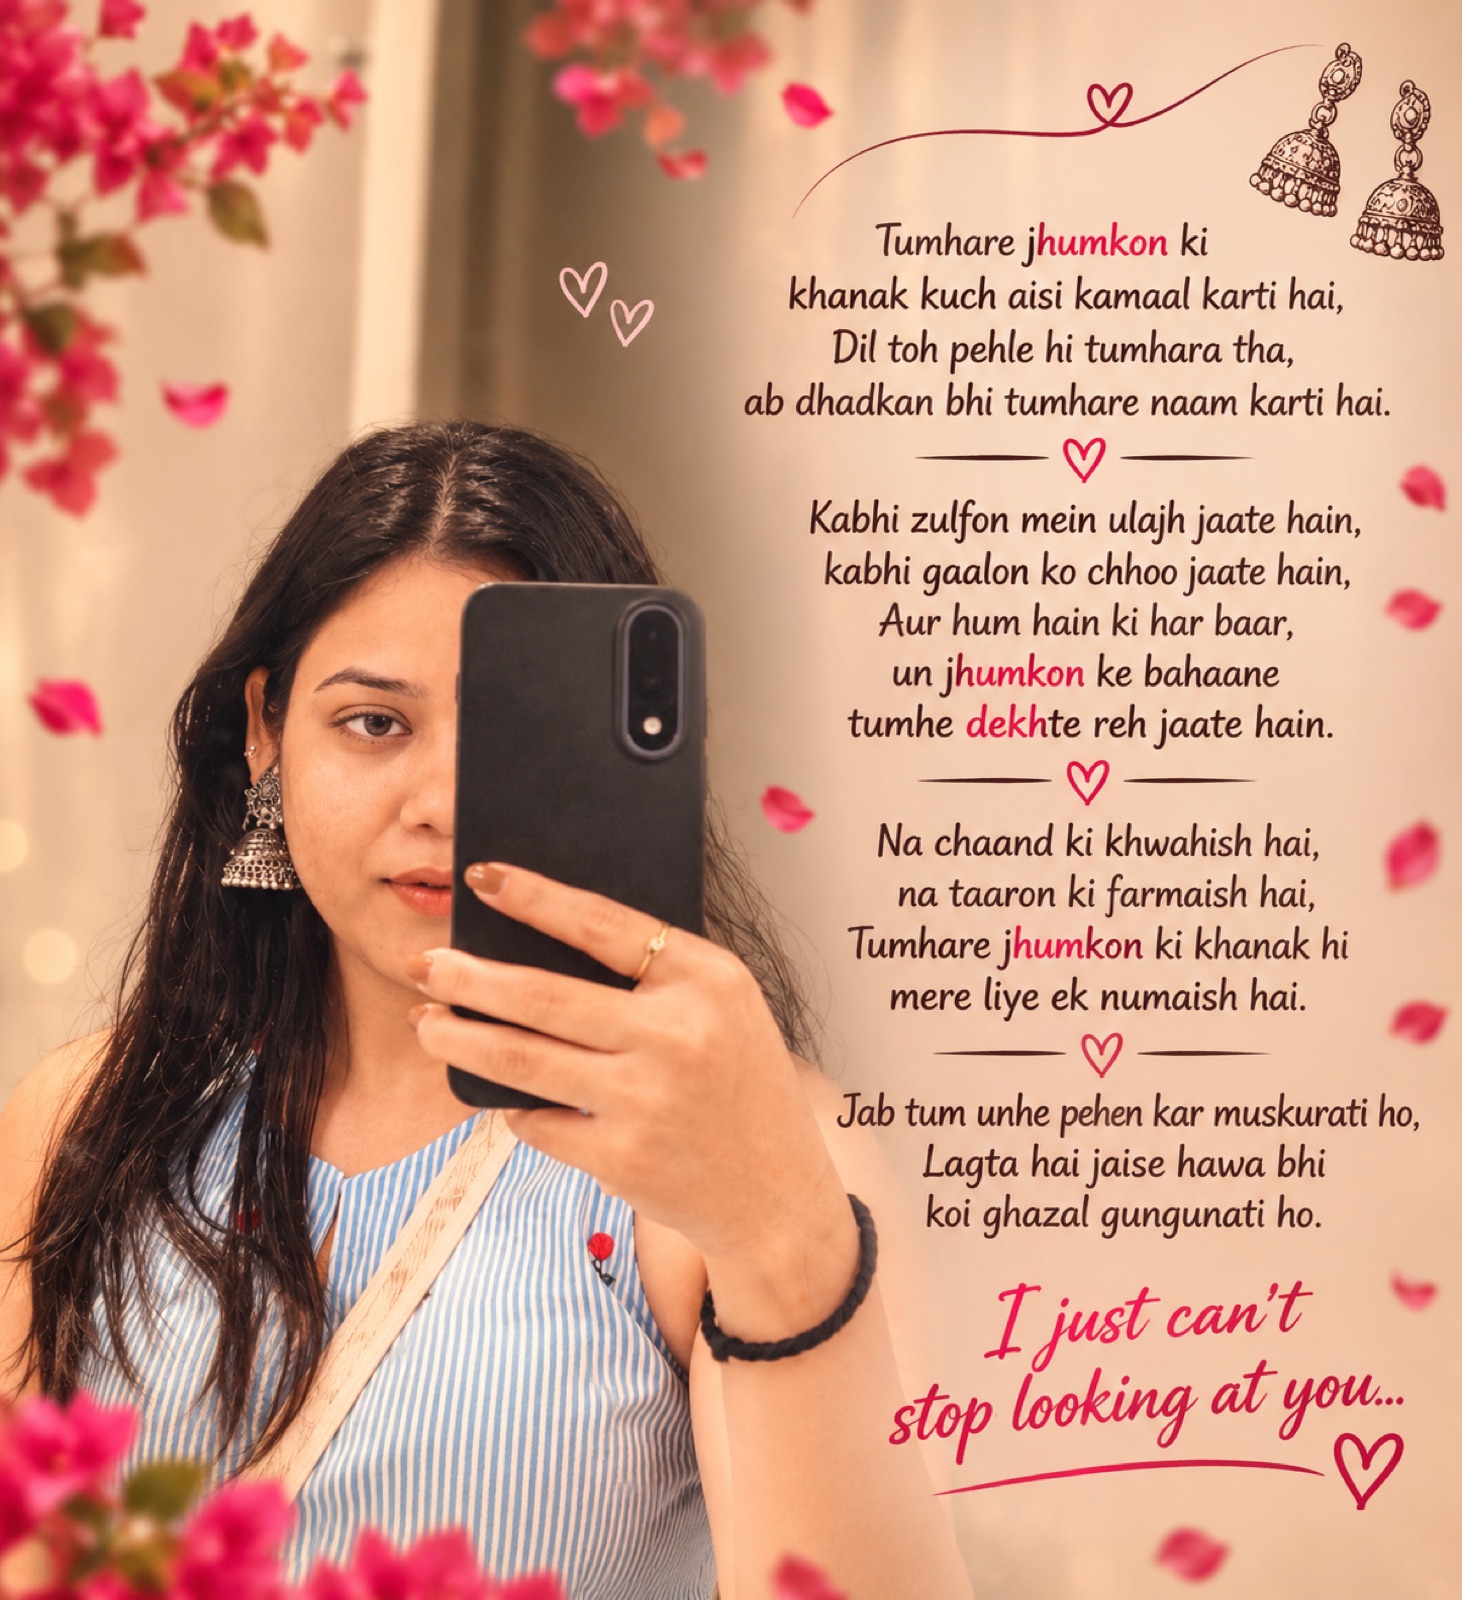 Tumhare jhumkon ki
khanak kuch aisi kamaal karti hai,
Dil toh pehle hi tumhara tha,
ab dhadkan bhi tumhare naam karti hai.
Kabhi zulfon mein ulajh jaate hain,
kabhi gaalon ko chhoo jaate hain,
Aur hum hain ki har baar,
un jhumkon ke bahaane
tumhe dekhte reh jaate hain.
Na chaand ki khwahish hai,
na taaron ki farmaish hai,
Tumhare jhumkon ki khanak hi
mere liye ek numaish hai.
Jab tum unhe pehen kar muskurati ho,
Lagta hai jaise hawa bhi
koi ghazal gungunati ho.
I just can't
stop looking at you...